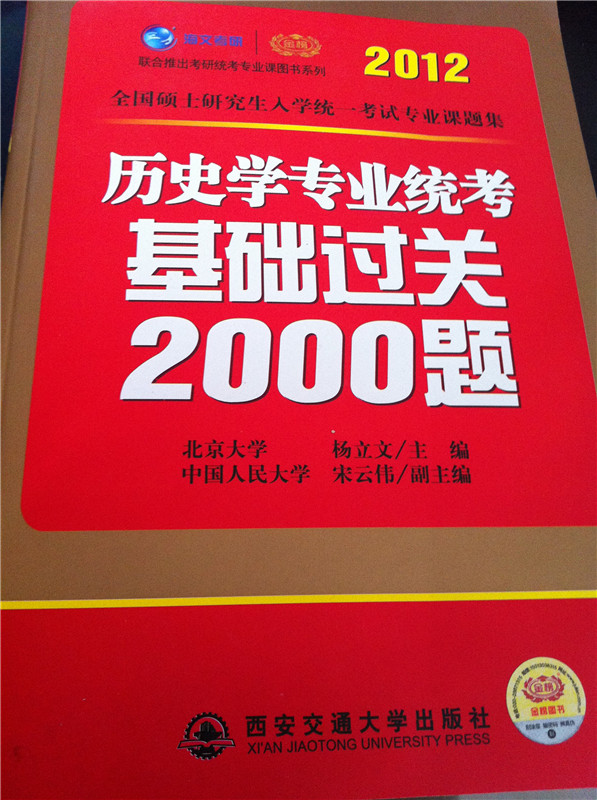 海文考研 金榜 2012
联合推出考研统考专业课图书系列
全国硕士研究生入学统一考试专业课题集
历史学专业统考
基础过关
2000题
北京大学 杨立文/主 编
中国人民大学 宋云伟/副主编
西安交通大学出版社
XI'AN JIAOTONG UNIVERSITY PRESS
金榜
金榜图书